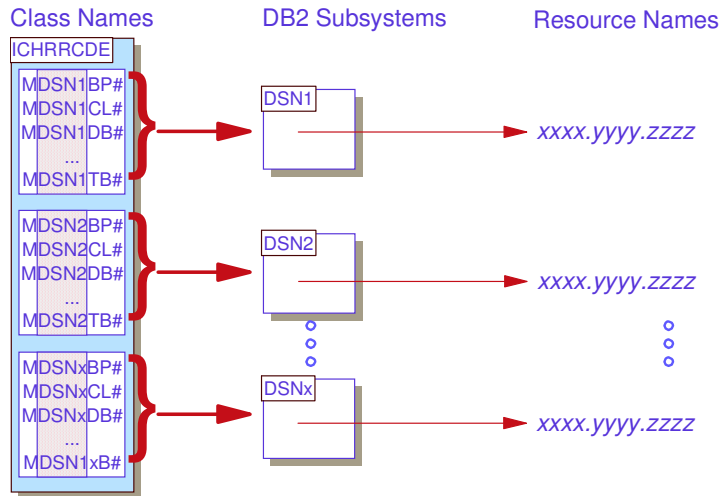 Class Names
DB2 Subsystems
Resource Names
ICHRRCDE
MDSN1BP#
MDSN1CL#
MDSN1DB#
...
MDSN1TB#
DSN1
xxxx.yyyy.zzzz
MDSN2BP#
MDSN2CL#
MDSN2DB#
...
MDSN2TB#
DSN2
xxxx.yyyy.zzzz
MDSNxBP#
MDSNxCL#
MDSNxDB#
...
MDSN1xB#
DSNx
xxxx.yyyy.zzzz